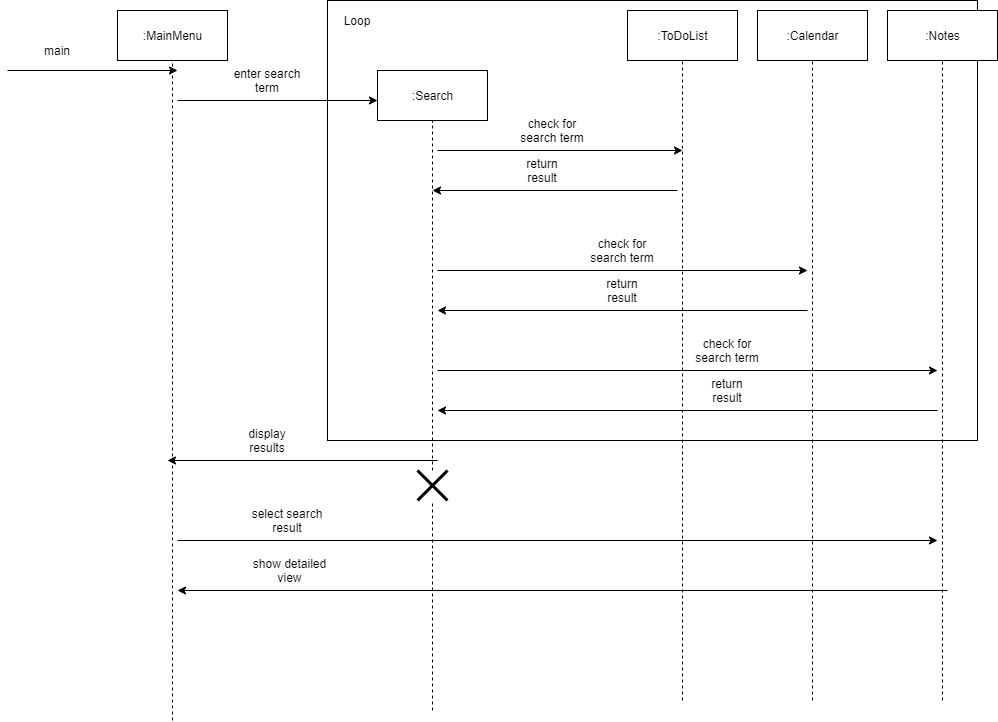 Loop
:MainMenu
:ToDoList
:Calendar
:Notes
main
enter search
term
:Search
check for
search term
return
result
check for
search term
return
result
check for
search term
return
result
display
results
select search
result
show detailed
view